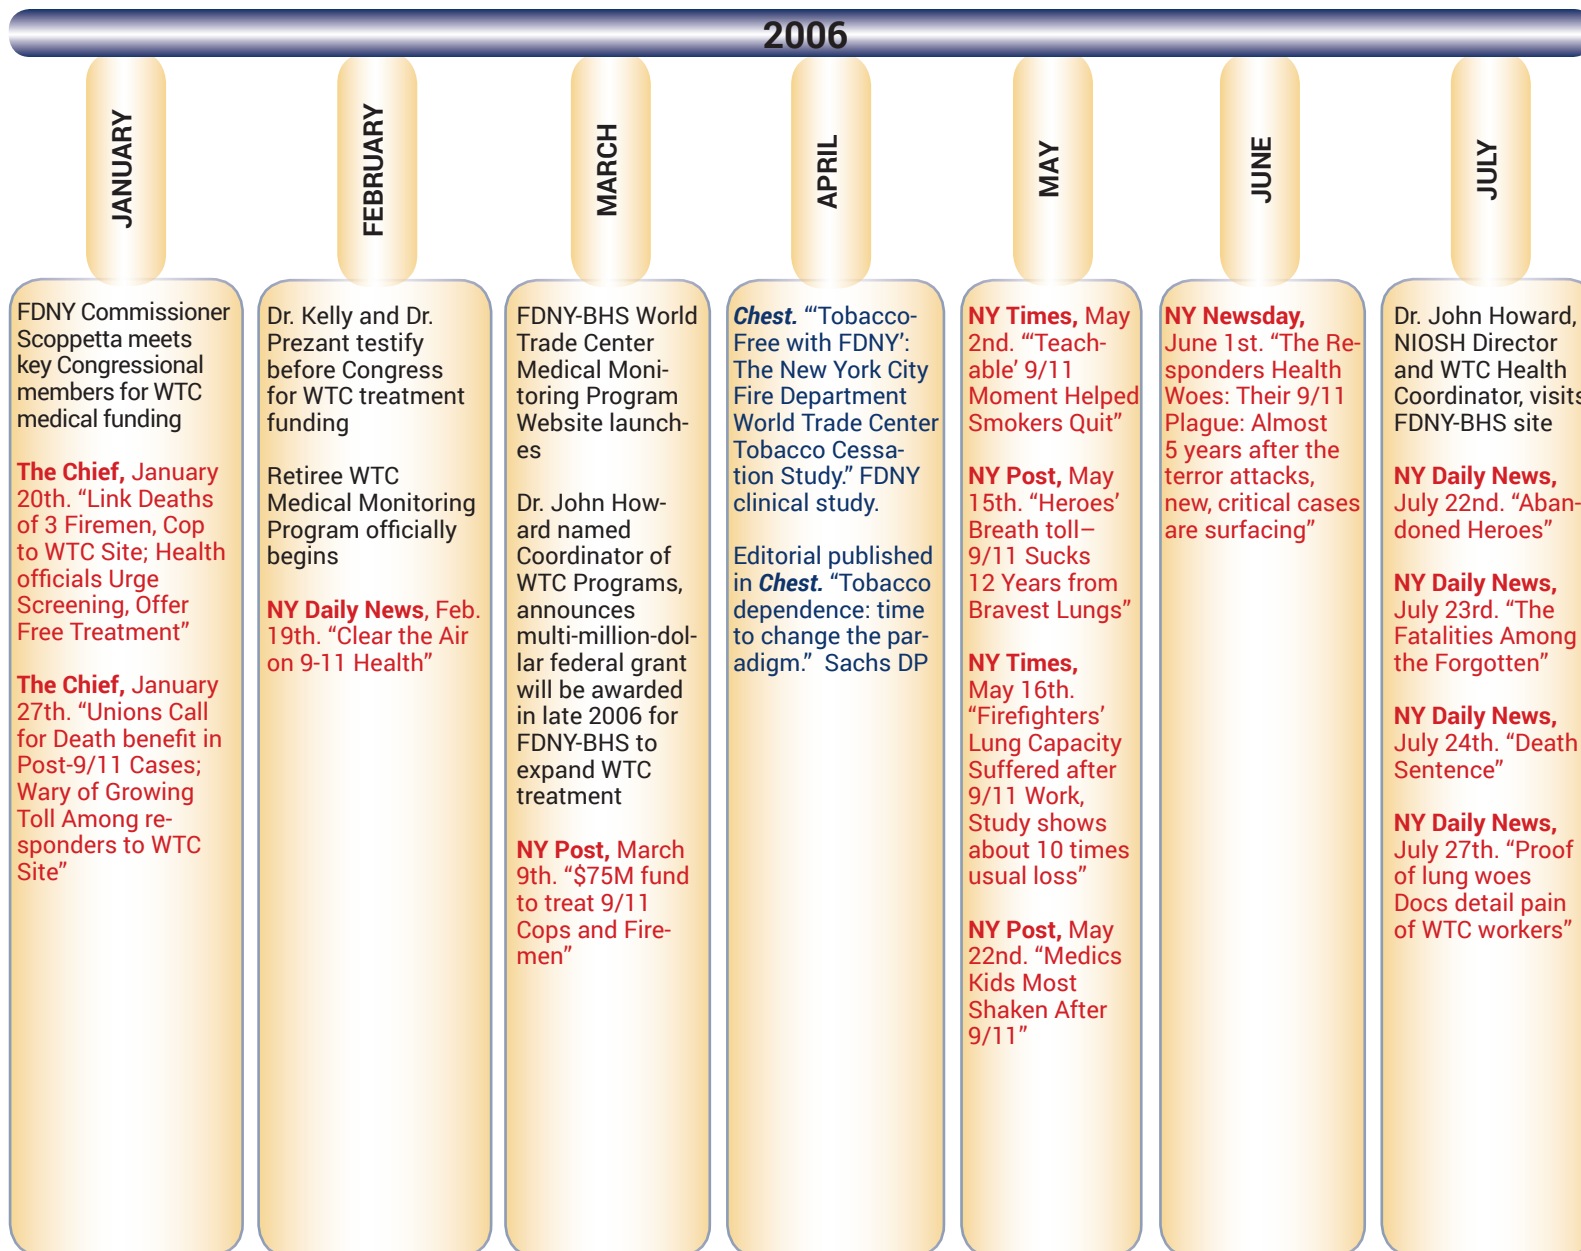 2006
JANUARY
FDNY Commissioner
Scoppetta meets
key Congressional
members for WTC
medical funding
The Chief, January
20th. “Link Deaths
of 3 Firemen, Cop
to WTC Site; Health
officials Urge
Screening, Offer
Free Treatment”
The Chief, January
27th. “Unions Call
for Death benefit in
Post-9/11 Cases;
Wary of Growing
Toll Among re-
sponders to WTC
Site”
FEBRUARY
Dr. Kelly and Dr.
Prezant testify
before Congress
for WTC treatment
funding
Retiree WTC
Medical Monitoring
Program officially
begins
NY Daily News, Feb.
19th. “Clear the Air
on 9-11 Health”
MARCH
FDNY-BHS World
Trade Center
Medical Moni-
toring Program
Website launch-
es
Dr. John How-
ard named
Coordinator of
WTC Programs,
announces
multi-million-dol-
lar federal grant
will be awarded
in late 2006 for
FDNY-BHS to
expand WTC
treatment
NY Post, March
9th. “$75M fund
to treat 9/11
Cops and Fire-
men”
APRIL
Chest. “‘Tobacco-
Free with FDNY’:
The New York City
Fire Department
World Trade Center
Tobacco Cessa-
tion Study.” FDNY
clinical study.
Editorial published
in Chest. “Tobacco
dependence: time
to change the par-
adigm.” Sachs DP
MAY
NY Times, May
2nd. “‘Teach-
able’ 9/11
Moment Helped
Smokers Quit”
NY Post, May
15th. “Heroes’
Breath toll–
9/11 Sucks
12 Years from
Bravest Lungs”
NY Times,
May 16th.
“Firefighters’
Lung Capacity
Suffered after
9/11 Work,
Study shows
about 10 times
usual loss”
NY Post, May
22nd. “Medics
Kids Most
Shaken After
9/11”
JUNE
NY Newsday,
June 1st. “The Re-
sponders Health
Woes: Their 9/11
Plague: Almost
5 years after the
terror attacks,
new, critical cases
are surfacing”
JULY
Dr. John Howard,
NIOSH Director
and WTC Health
Coordinator, visits
FDNY-BHS site
NY Daily News,
July 22nd. “Aban-
doned Heroes”
NY Daily News,
July 23rd. “The
Fatalities Among
the Forgotten”
NY Daily News,
July 24th. “Death
Sentence”
NY Daily News,
July 27th. “Proof
of lung woes
Docs detail pain
of WTC workers”